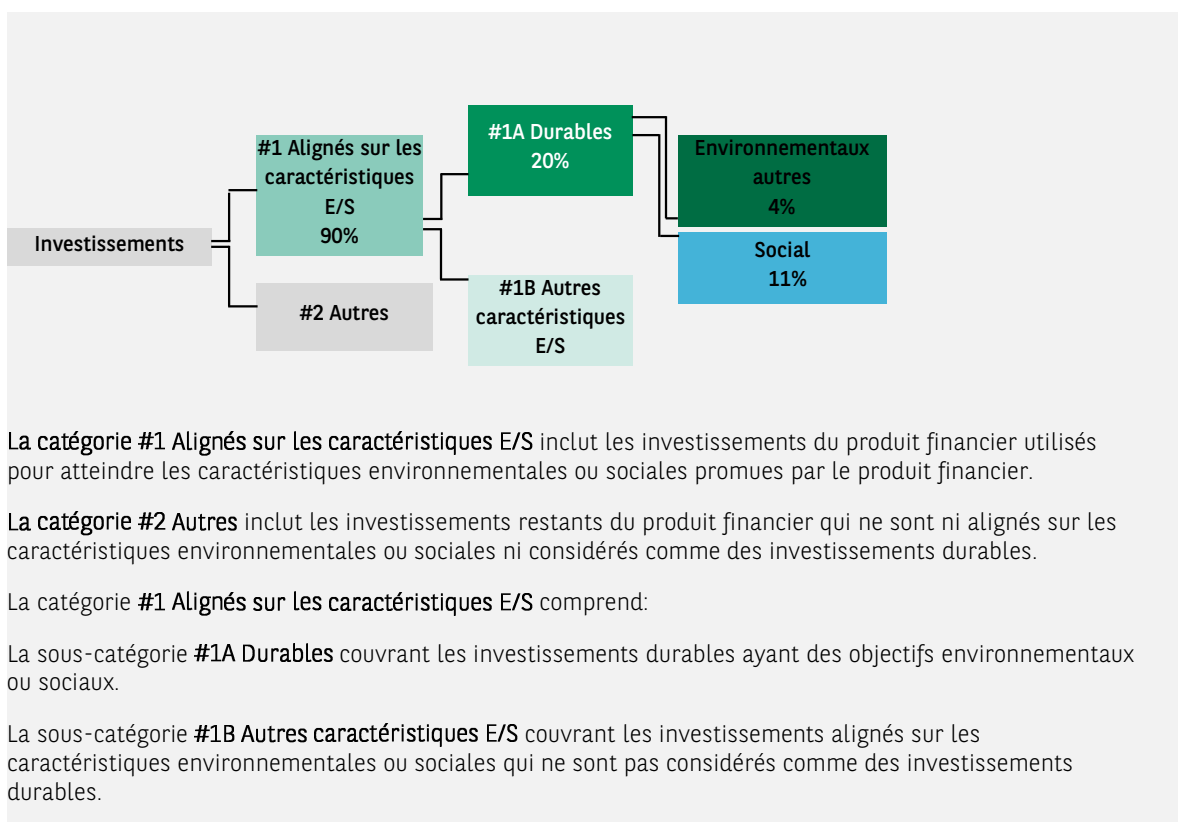 #1A Durables
20%
#1 Alignés sur les
caractéristiques
E/S
90%
Environnementaux
autres
4%
Investissements
Social
11%
#2 Autres
#1B Autres
caractéristiques
E/S
La catégorie #1 Alignés sur les caractéristiques E/S inclut les investissements du produit financier utilisés
pour atteindre les caractéristiques environnementales ou sociales promues par le produit financier.
La catégorie #2 Autres inclut les investissements restants du produit financier qui ne sont ni alignés sur les
caractéristiques environnementales ou sociales ni considérés comme des investissements durables.
La catégorie #1 Alignés sur les caractéristiques E/S comprend:
La sous-catégorie #1A Durables couvrant les investissements durables ayant des objectifs environnementaux
ou sociaux.
La sous-catégorie #1B Autres caractéristiques E/S couvrant les investissements alignés sur les
caractéristiques environnementales ou sociales qui ne sont pas considérés comme des investissements
durables.